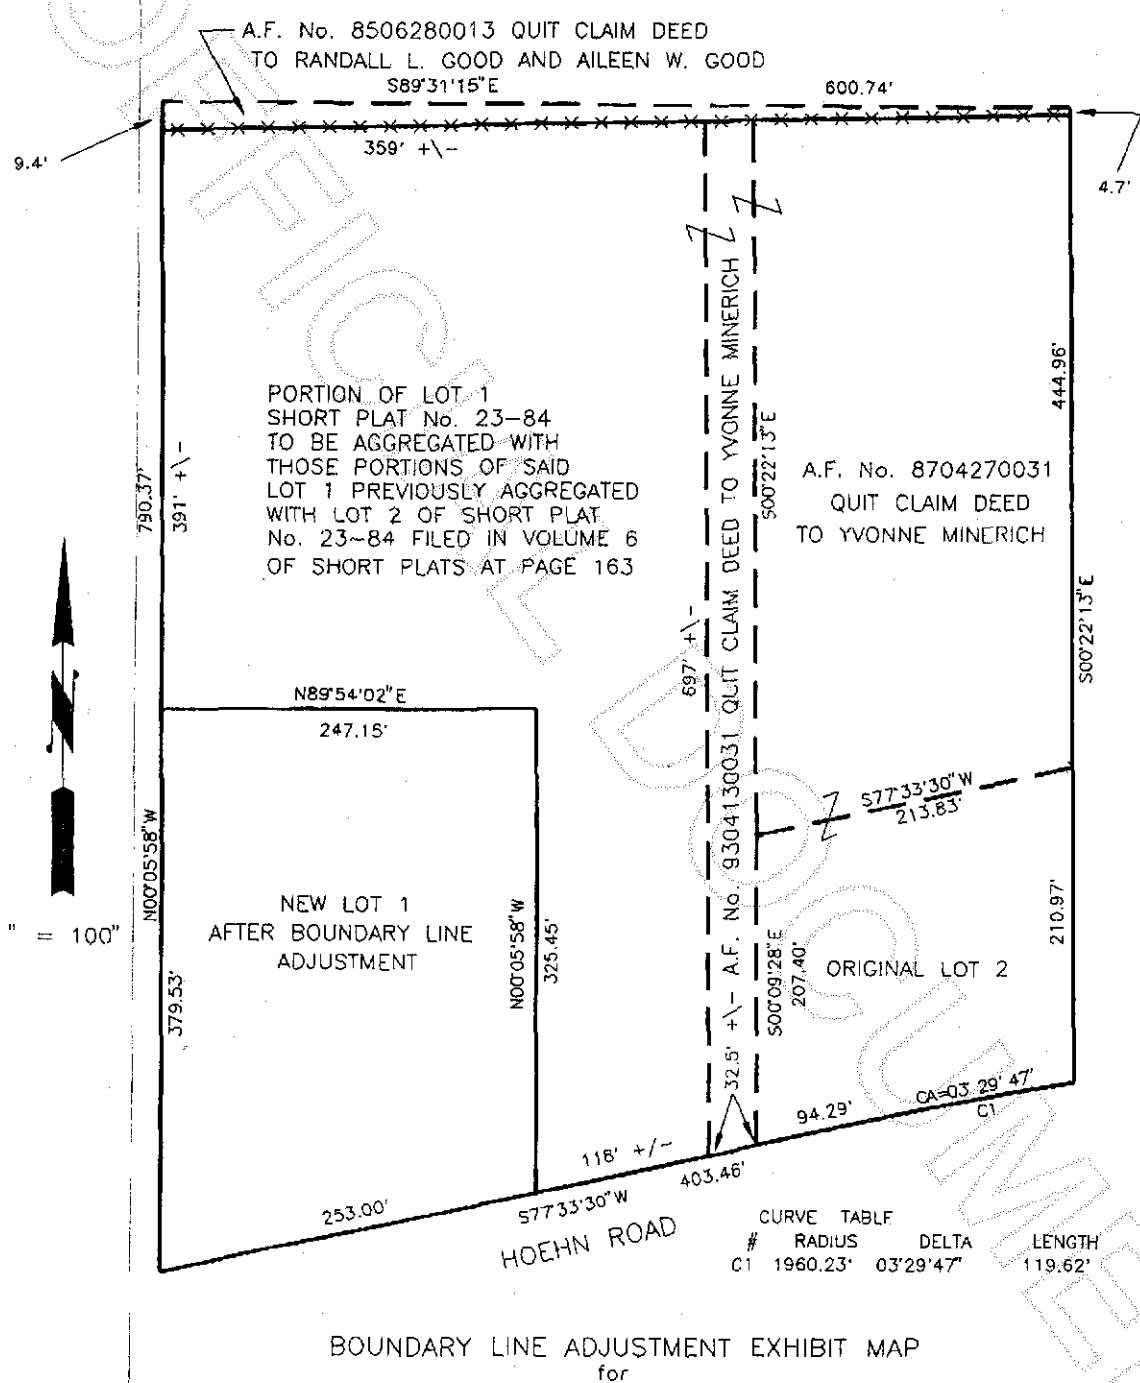 A.F. No. 8506280013 QUIT CLAIM DEED
TO RANDALL L. GOOD AND AILEEN W. GOOD
S89°31'15"E
600.74'
9.4'
359' +\-
4.7'
PORTION OF LOT 1
SHORT PLAT No. 23-84
TO BE AGGREGATED WITH
THOSE PORTIONS OF SAID
LOT 1 PREVIOUSLY AGGREGATED
WITH LOT 2 OF SHORT PLAT
No. 23-84 FILED IN VOLUME 6
OF SHORT PLATS AT PAGE 163
790.37'
391' +\-
697' +\-
32.5' +\- A.F. No. 9304130031 QUIT CLAIM DEED TO YVONNE MINERICH
S00°22'13"E
444.96'
A.F. No. 8704270031
QUIT CLAIM DEED
TO YVONNE MINERICH
S00°22'13"E
N
N89°54'02"E
247.15'
S77°33'30"W
213.83'
N00°05'58"W
379.53'
NEW LOT 1
AFTER BOUNDARY LINE
ADJUSTMENT
N00°05'58"W
325.45'
S00°09'28"E
207.40'
ORIGINAL LOT 2
210.97'
" = 100"
CA=03°29'47'
C1
94.29'
118' +/-
403.46'
253.00'
S77°33'30"W
HOEHN ROAD
CURVE TABLE
# RADIUS DELTA LENGTH
C1 1960.23' 03°29'47" 119.62'
BOUNDARY LINE ADJUSTMENT EXHIBIT MAP
for
UNOFFICIAL DOCUMENT